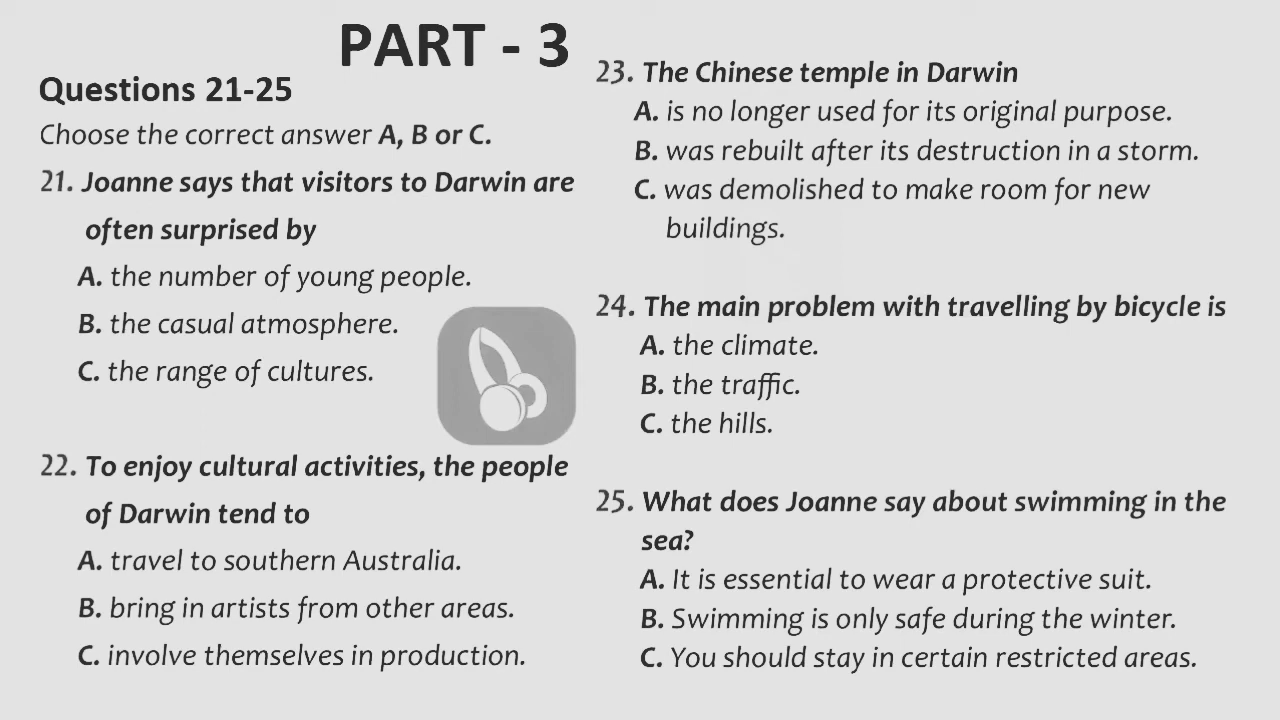 PART - 3
Questions 21-25
Choose the correct answer A, B or C.
21. Joanne says that visitors to Darwin are
often surprised by
A. the number of young people.
B. the casual atmosphere.
C. the range of cultures.
22. To enjoy cultural activities, the people
of Darwin tend to
A. travel to southern Australia.
B. bring in artists from other areas.
C. involve themselves in production.
23. The Chinese temple in Darwin
A. is no longer used for its original purpose.
B. was rebuilt after its destruction in a storm.
C. was demolished to make room for new
buildings.
24. The main problem with travelling by bicycle is
A. the climate.
B. the traffic.
C. the hills.
25. What does Joanne say about swimming in the
sea?
A. It is essential to wear a protective suit.
B. Swimming is only safe during the winter.
C. You should stay in certain restricted areas.